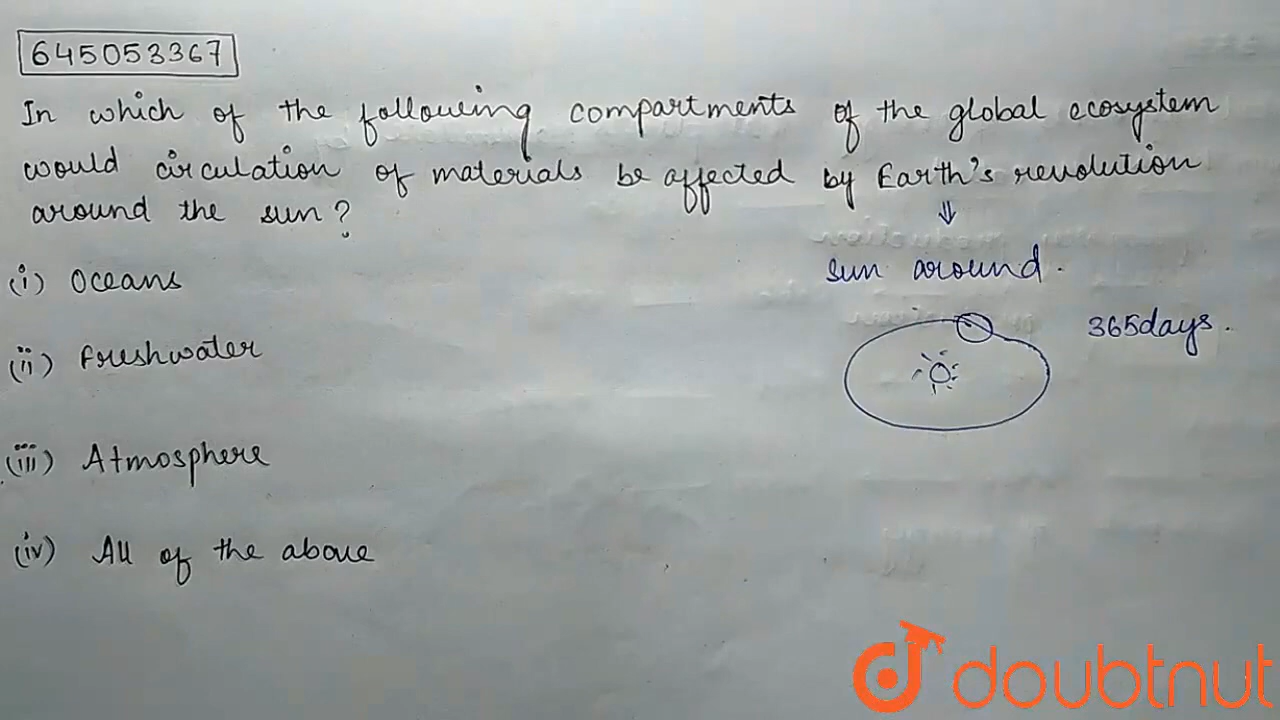 645053367
In which of the following compartments of the global ecosystem
would circulation of materials be affected by Earth's revolution
around the sun?
⇓
sun around.
(i) Oceans
365days.
(ii) Freshwater
(iii) Atmosphere
(iv) All of the above
doubtnut